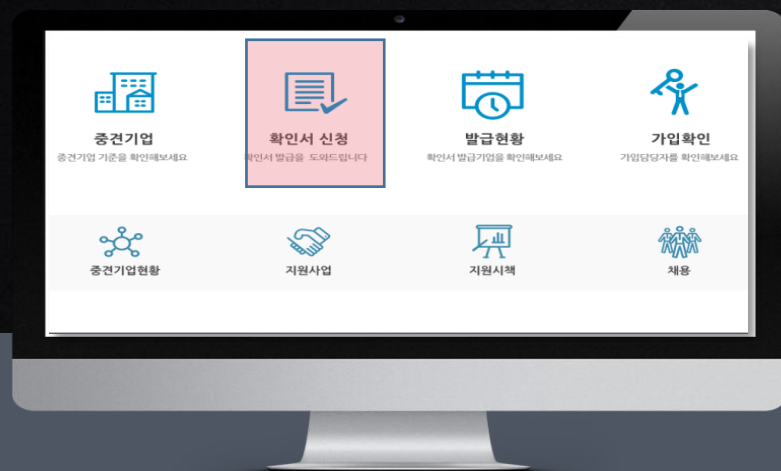 중견기업
중견기업 기준을 확인해보세요
확인서 신청
확인서 발급을 도와드립니다
발급현황
확인서 발급기업을 확인해보세요
가입확인
가입담당자를 확인해보세요
중견기업현황
지원사업
지원시책
채용